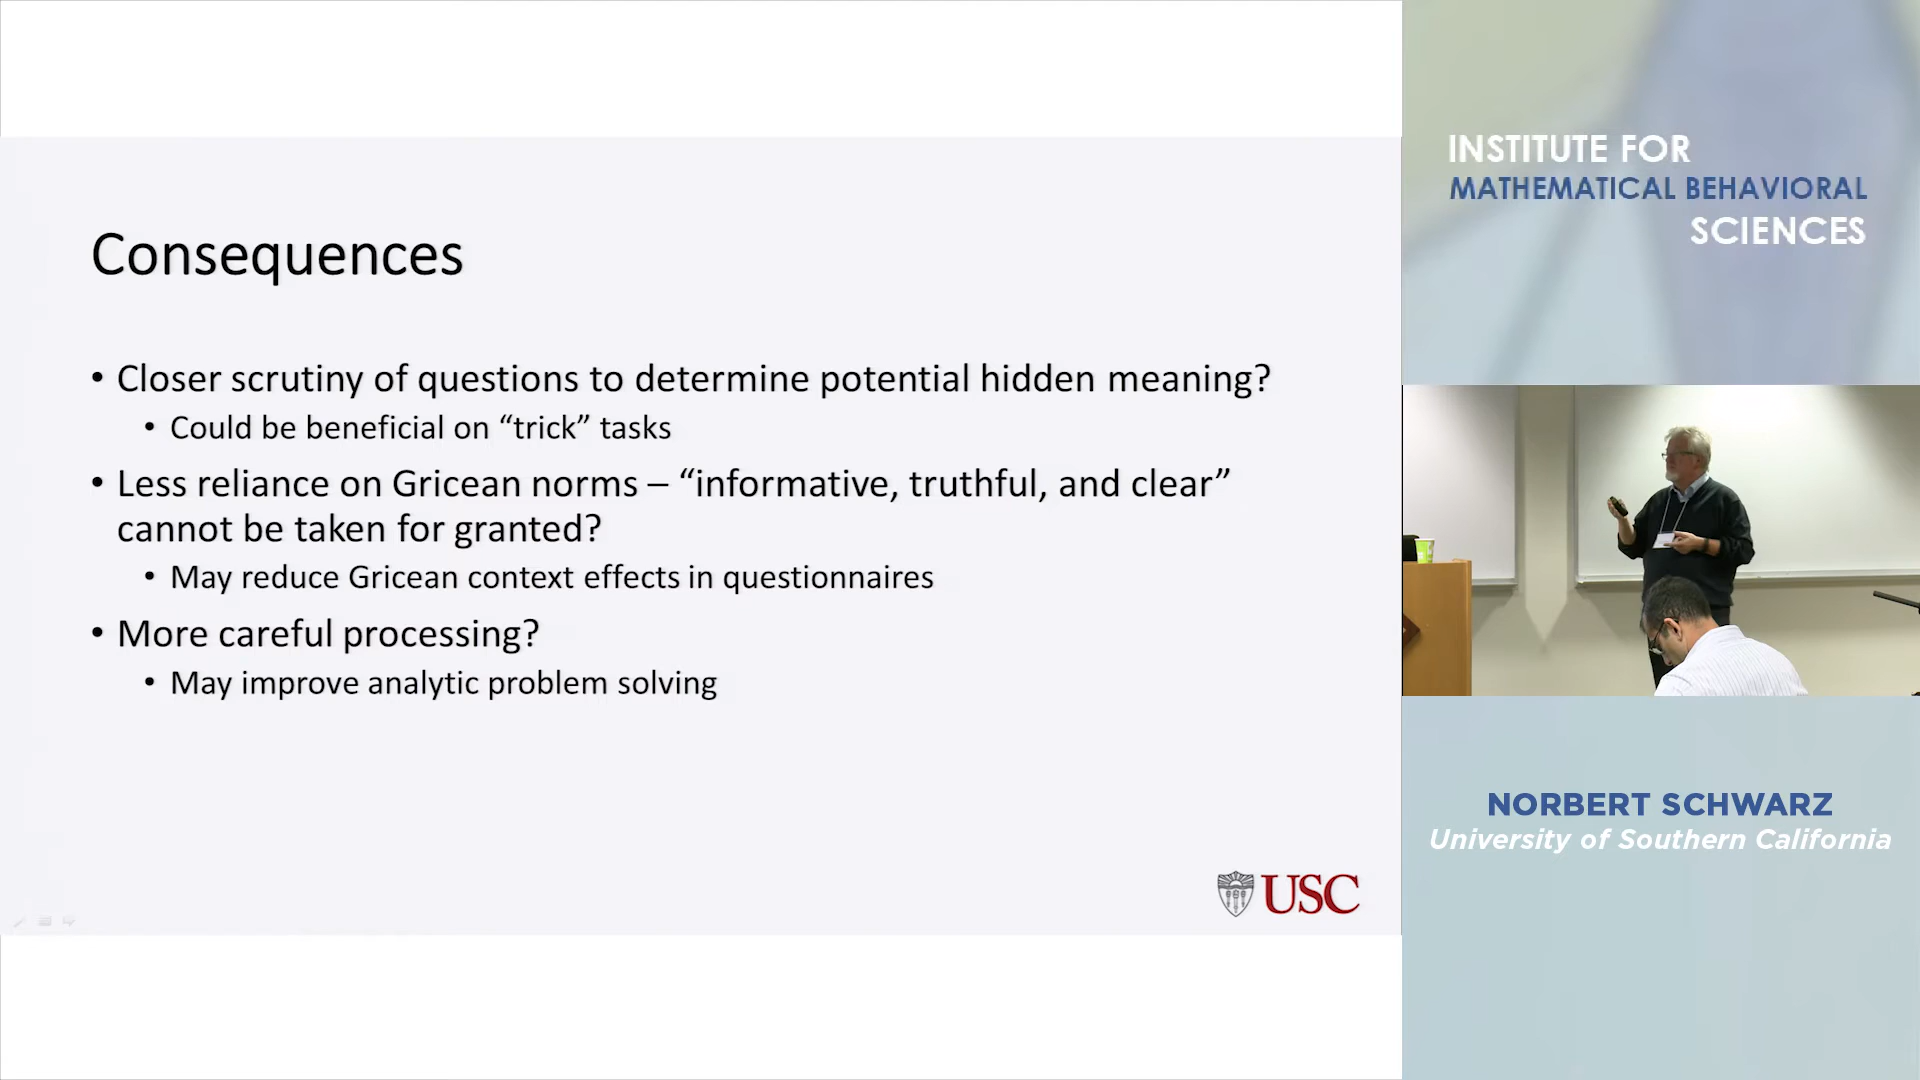 Consequences
• Closer scrutiny of questions to determine potential hidden meaning?
• Could be beneficial on “trick” tasks
• Less reliance on Gricean norms – “informative, truthful, and clear”
cannot be taken for granted?
• May reduce Gricean context effects in questionnaires
• More careful processing?
• May improve analytic problem solving
USC
INSTITUTE FOR
MATHEMATICAL BEHAVIORAL
SCIENCES
NORBERT SCHWARZ
University of Southern California